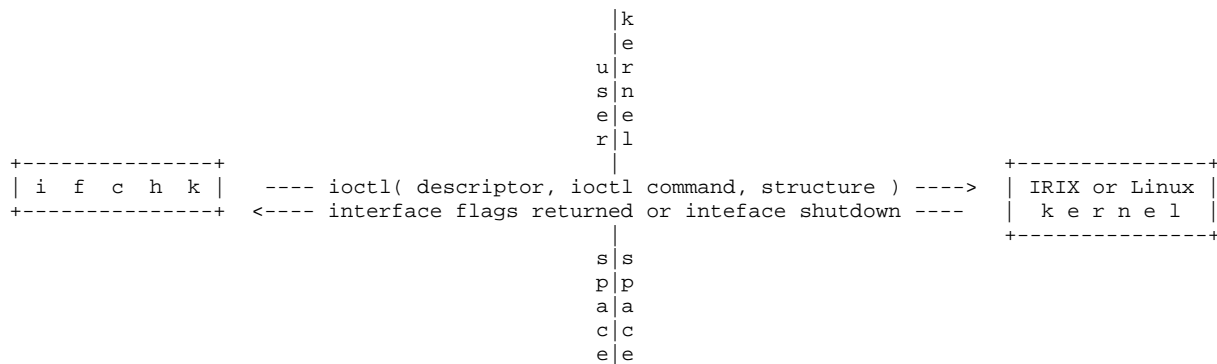 |k
                                                                           |e
                                                                          u|r
                                                                          s|n
                                                                          e|e
                                                                          r|l
+---------------+                                                          |                                                +---------------+
| i  f  c  h  k |    ---- ioctl( descriptor, ioctl command, structure ) ---->  | IRIX or Linux |
+---------------+  <---- interface flags returned or inteface shutdown ----    |  k e r n e l  |
                                                                           |                                                +---------------+
                                                                          s|s
                                                                          p|p
                                                                          a|a
                                                                          c|c
                                                                          e|e